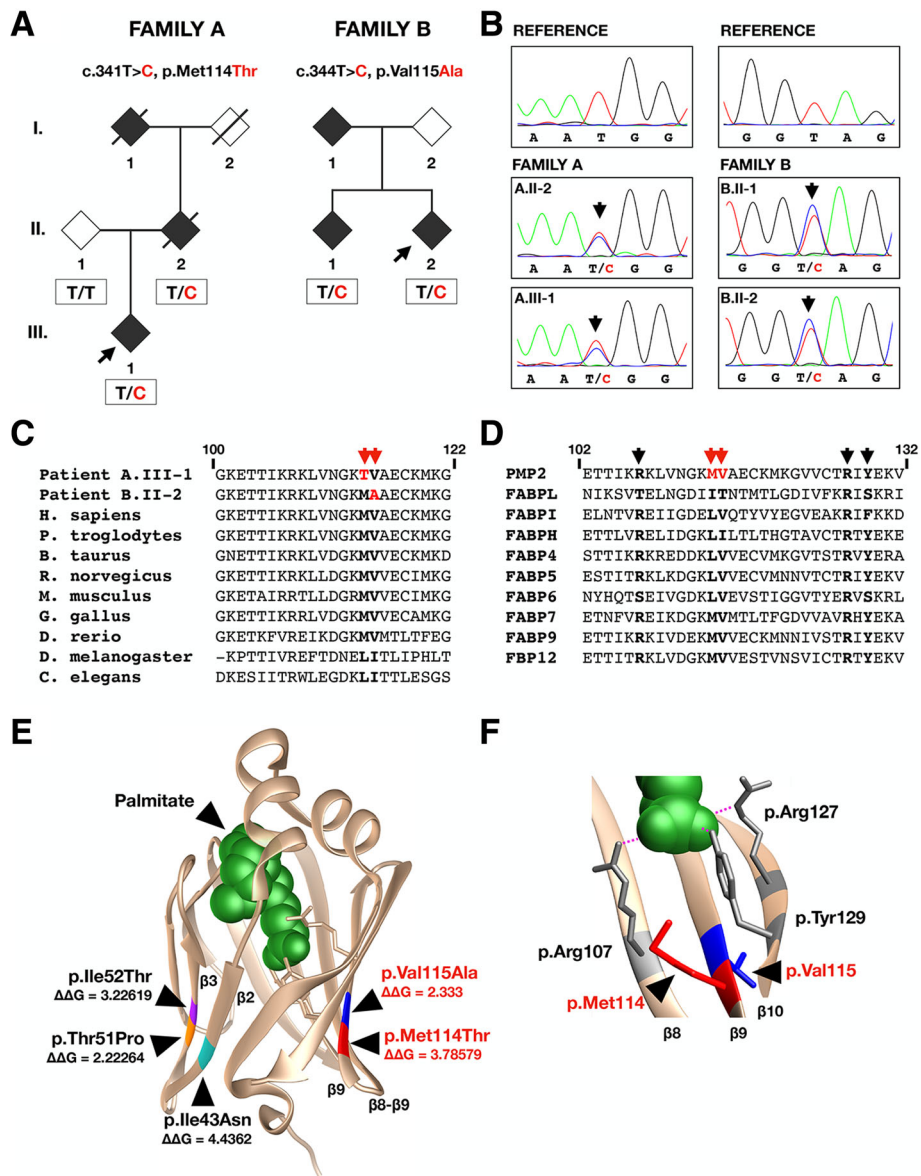 A
FAMILY A
FAMILY B
c.341T>C, p.Met114Thr
c.344T>C, p.Val115Ala
I.
1
2
1
2
II.
1
2
1
2
T/T
T/C
T/C
T/C
III.
1
T/C
B
REFERENCE
REFERENCE
A A T G G
G G T A G
FAMILY A
FAMILY B
A.II-2
B.II-1
A A T/C G G
G G T/C A G
A.III-1
B.II-2
A A T/C G G
G G T/C A G
C
100
122
Patient A.III-1 GKETTIKRKLVNGKTVAECKMKG
Patient B.II-2 GKETTIKRKLVNGKMAAECKMKG
H. sapiens GKETTIKRKLVNGKMVAECKMKG
P. troglodytes GKETTIKRKLVNGKMVAECKMKG
B. taurus GNETTIKRKLVDGKMVVECKMKD
R. norvegicus GKETTIKRKLLDGKMVVECIMKG
M. musculus GKETAIRRTLLDGRMVVECIMKG
G. gallus GKETTIKRKLVDGKMVVECAMKG
D. rerio GKETKFVREIKDGKMVMTLTFEG
D. melanogaster -KPTTIVREFTDNELITLIPHLT
C. elegans DKESIITRWLEGDKLITTLESGS
D
102
132
PMP2 ETTIKRKLVNGKMVAECKMKGVVCTRIYEKV
FABPL NIKSVTELNGDIITNTMTLGDIVFKRISKRI
FABPI ELNTVREIIGDELVQTYVYEGVEAKRIFKKD
FABPH ETTLVRELIDGKLILTLTHGTAVCTRTYEKE
FABP4 STTIKRKREDDKLVVECVMKGVTSTRVYERA
FABP5 ESTITRKLKDGKLVVECVMNNVTCTRIYEKV
FABP6 NYHQTSEIVGDKLVEVSTIGGVTYERVSKRL
FABP7 ETNFVREIKDGKMVMTLTFGDVVAVRHYEKA
FABP9 ETTIKRKIVDEKMVVECKMNNIVSTRIYEKV
FBP12 ETTITRKLVDGKMVVESTVNSVICTRTYEKV
E
Palmitate
p.Ile52Thr
ΔΔG = 3.22619
β3
β2
p.Thr51Pro
ΔΔG = 2.22264
p.Ile43Asn
ΔΔG = 4.4362
p.Val115Ala
ΔΔG = 2.333
p.Met114Thr
ΔΔG = 3.78579
β9
β8-β9
F
p.Arg127
p.Tyr129
p.Arg107
p.Val115
p.Met114
β10
β8
β9